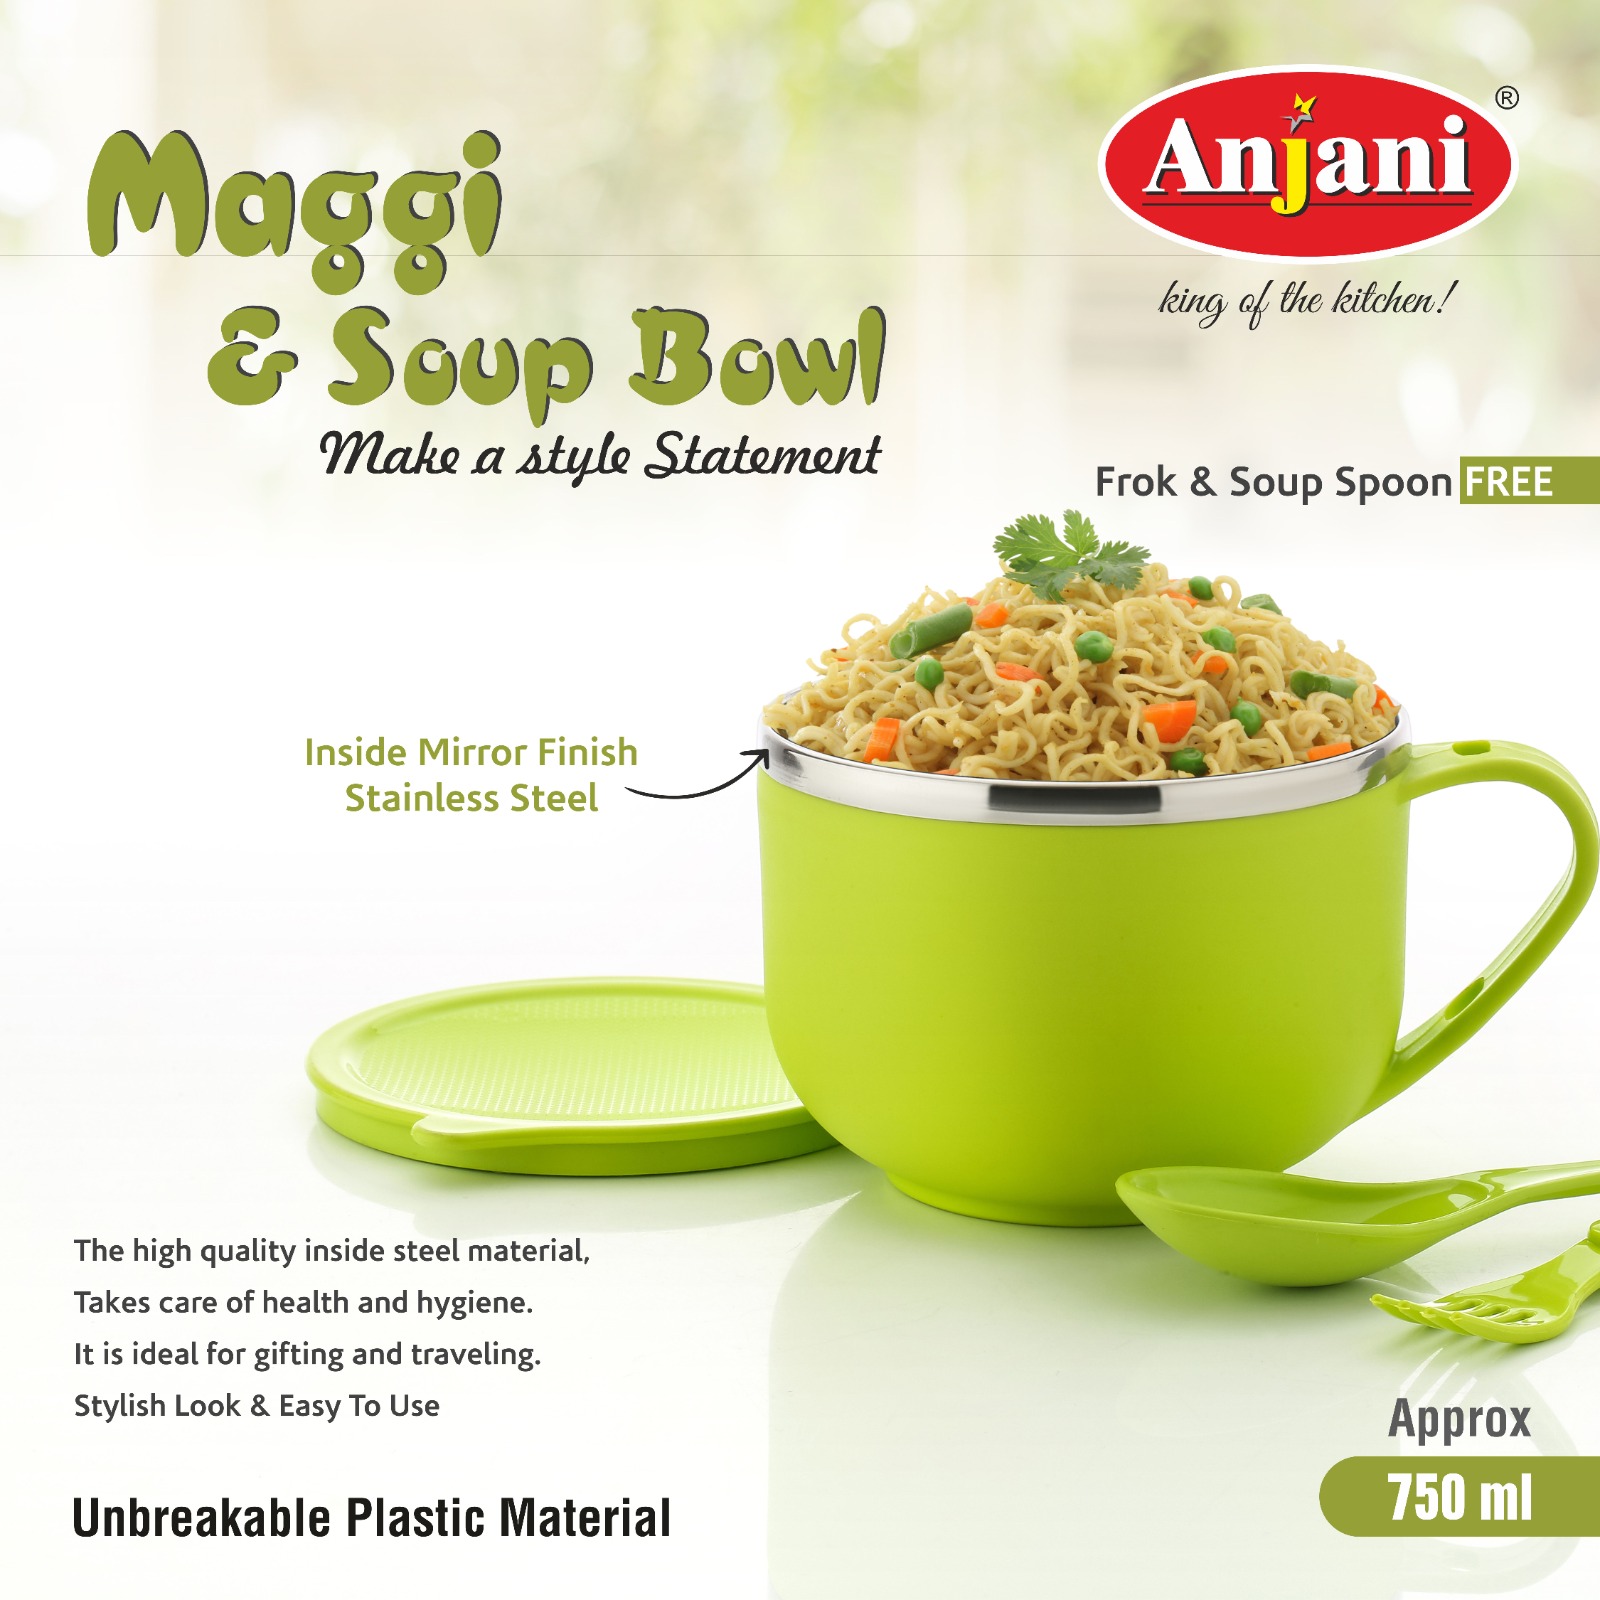 Maggi
& Soup Bowl
Make a style Statement
Anjani ®
king of the kitchen!
Frok & Soup Spoon FREE
Inside Mirror Finish
Stainless Steel
The high quality inside steel material,
Takes care of health and hygiene.
It is ideal for gifting and traveling.
Stylish Look & Easy To Use
Unbreakable Plastic Material
Approx
750 ml